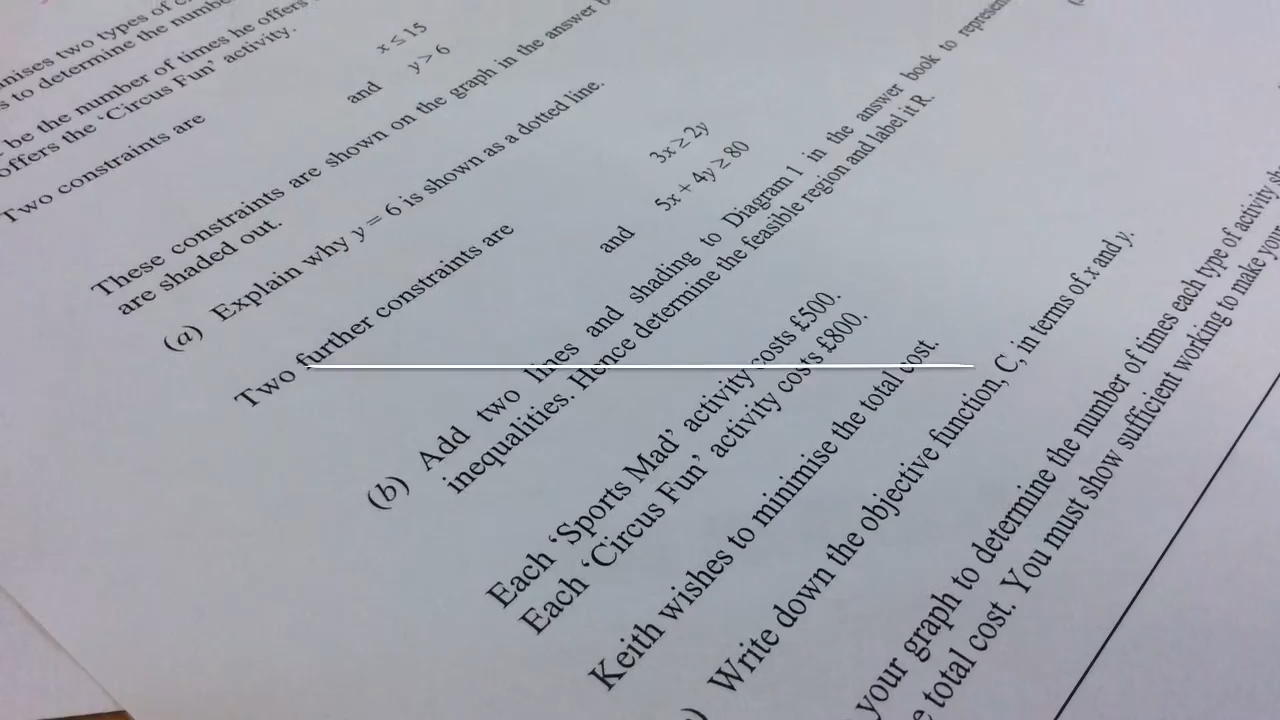 two types of
s to determine the
be the number of times he offers
offers the ‘Circus Fun’ activity.
Two constraints are
x ≤ 15
and y > 6
These constraints are shown on the graph in the answer
are shaded out.
(a) Explain why y = 6 is shown as a dotted line.
Two further constraints are
3x ≥ 2y
and 5x + 4y ≥ 80
(b) Add two lines and shading to Diagram 1 in the answer book to
inequalities. Hence determine the feasible region and label it R.
Each ‘Sports Mad’ activity costs £500.
Each ‘Circus Fun’ activity costs £800.
Keith wishes to minimise the total cost.
) Write down the objective function, C, in terms of x and y.
your graph to determine the number of times each type of activity
total cost. You must show sufficient working to make your